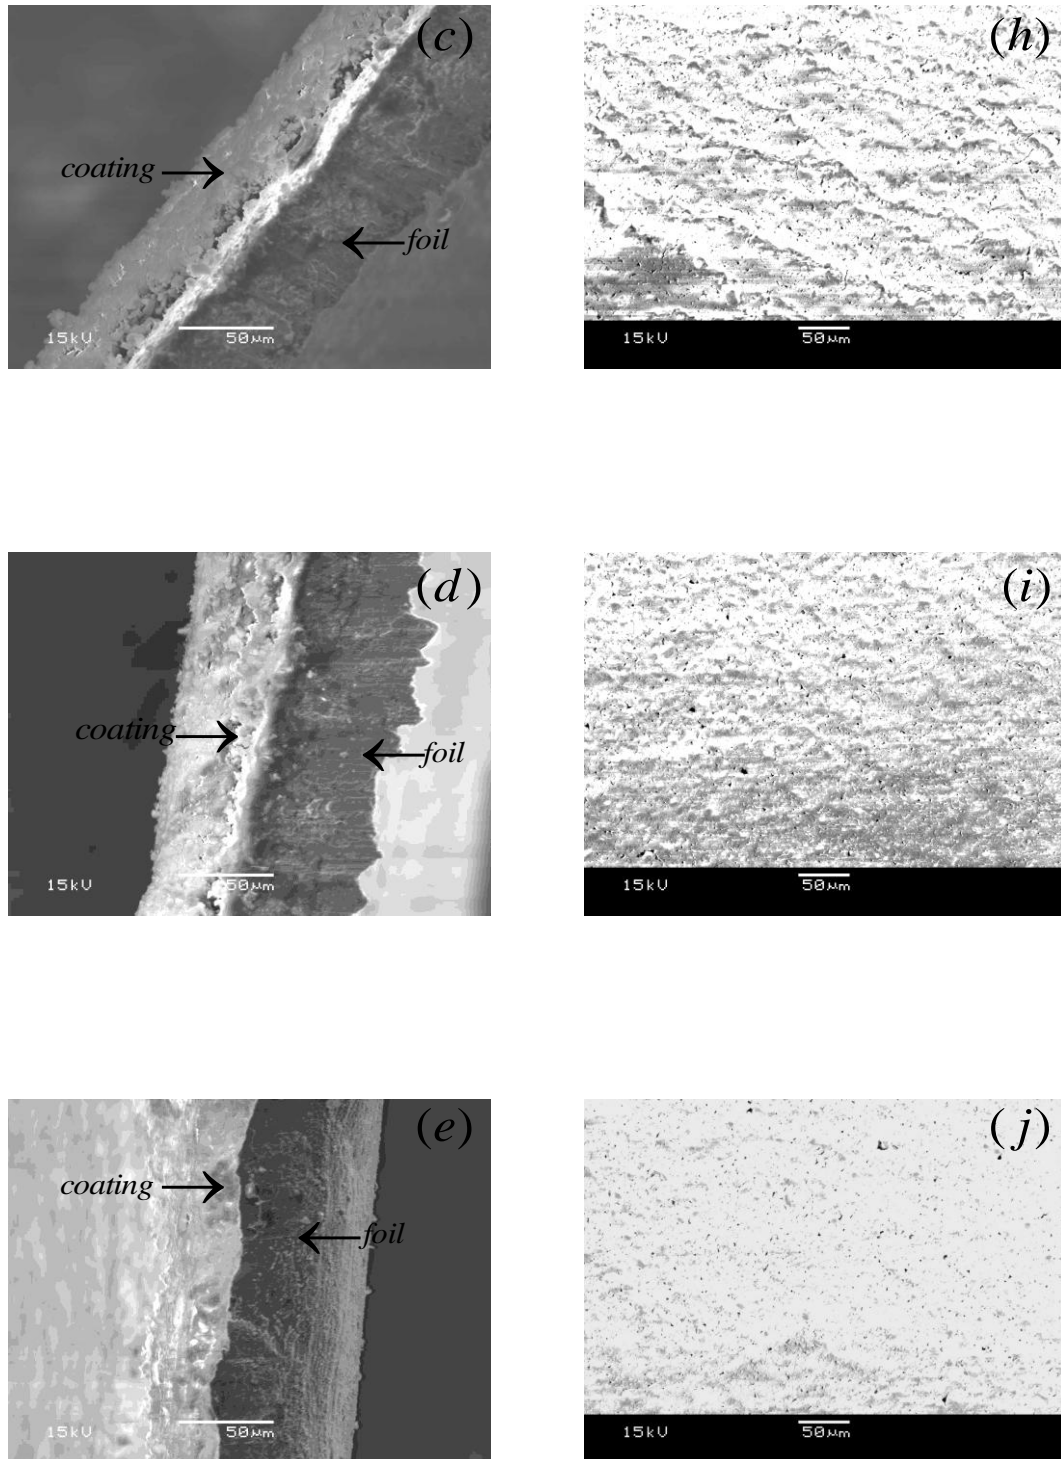 (c)
coating
foil
15kV 50μm
(h)
15kV 50μm
(d)
coating
foil
15kV 50μm
(i)
15kV 50μm
(e)
coating
foil
15kV 50μm
(j)
15kV 50μm